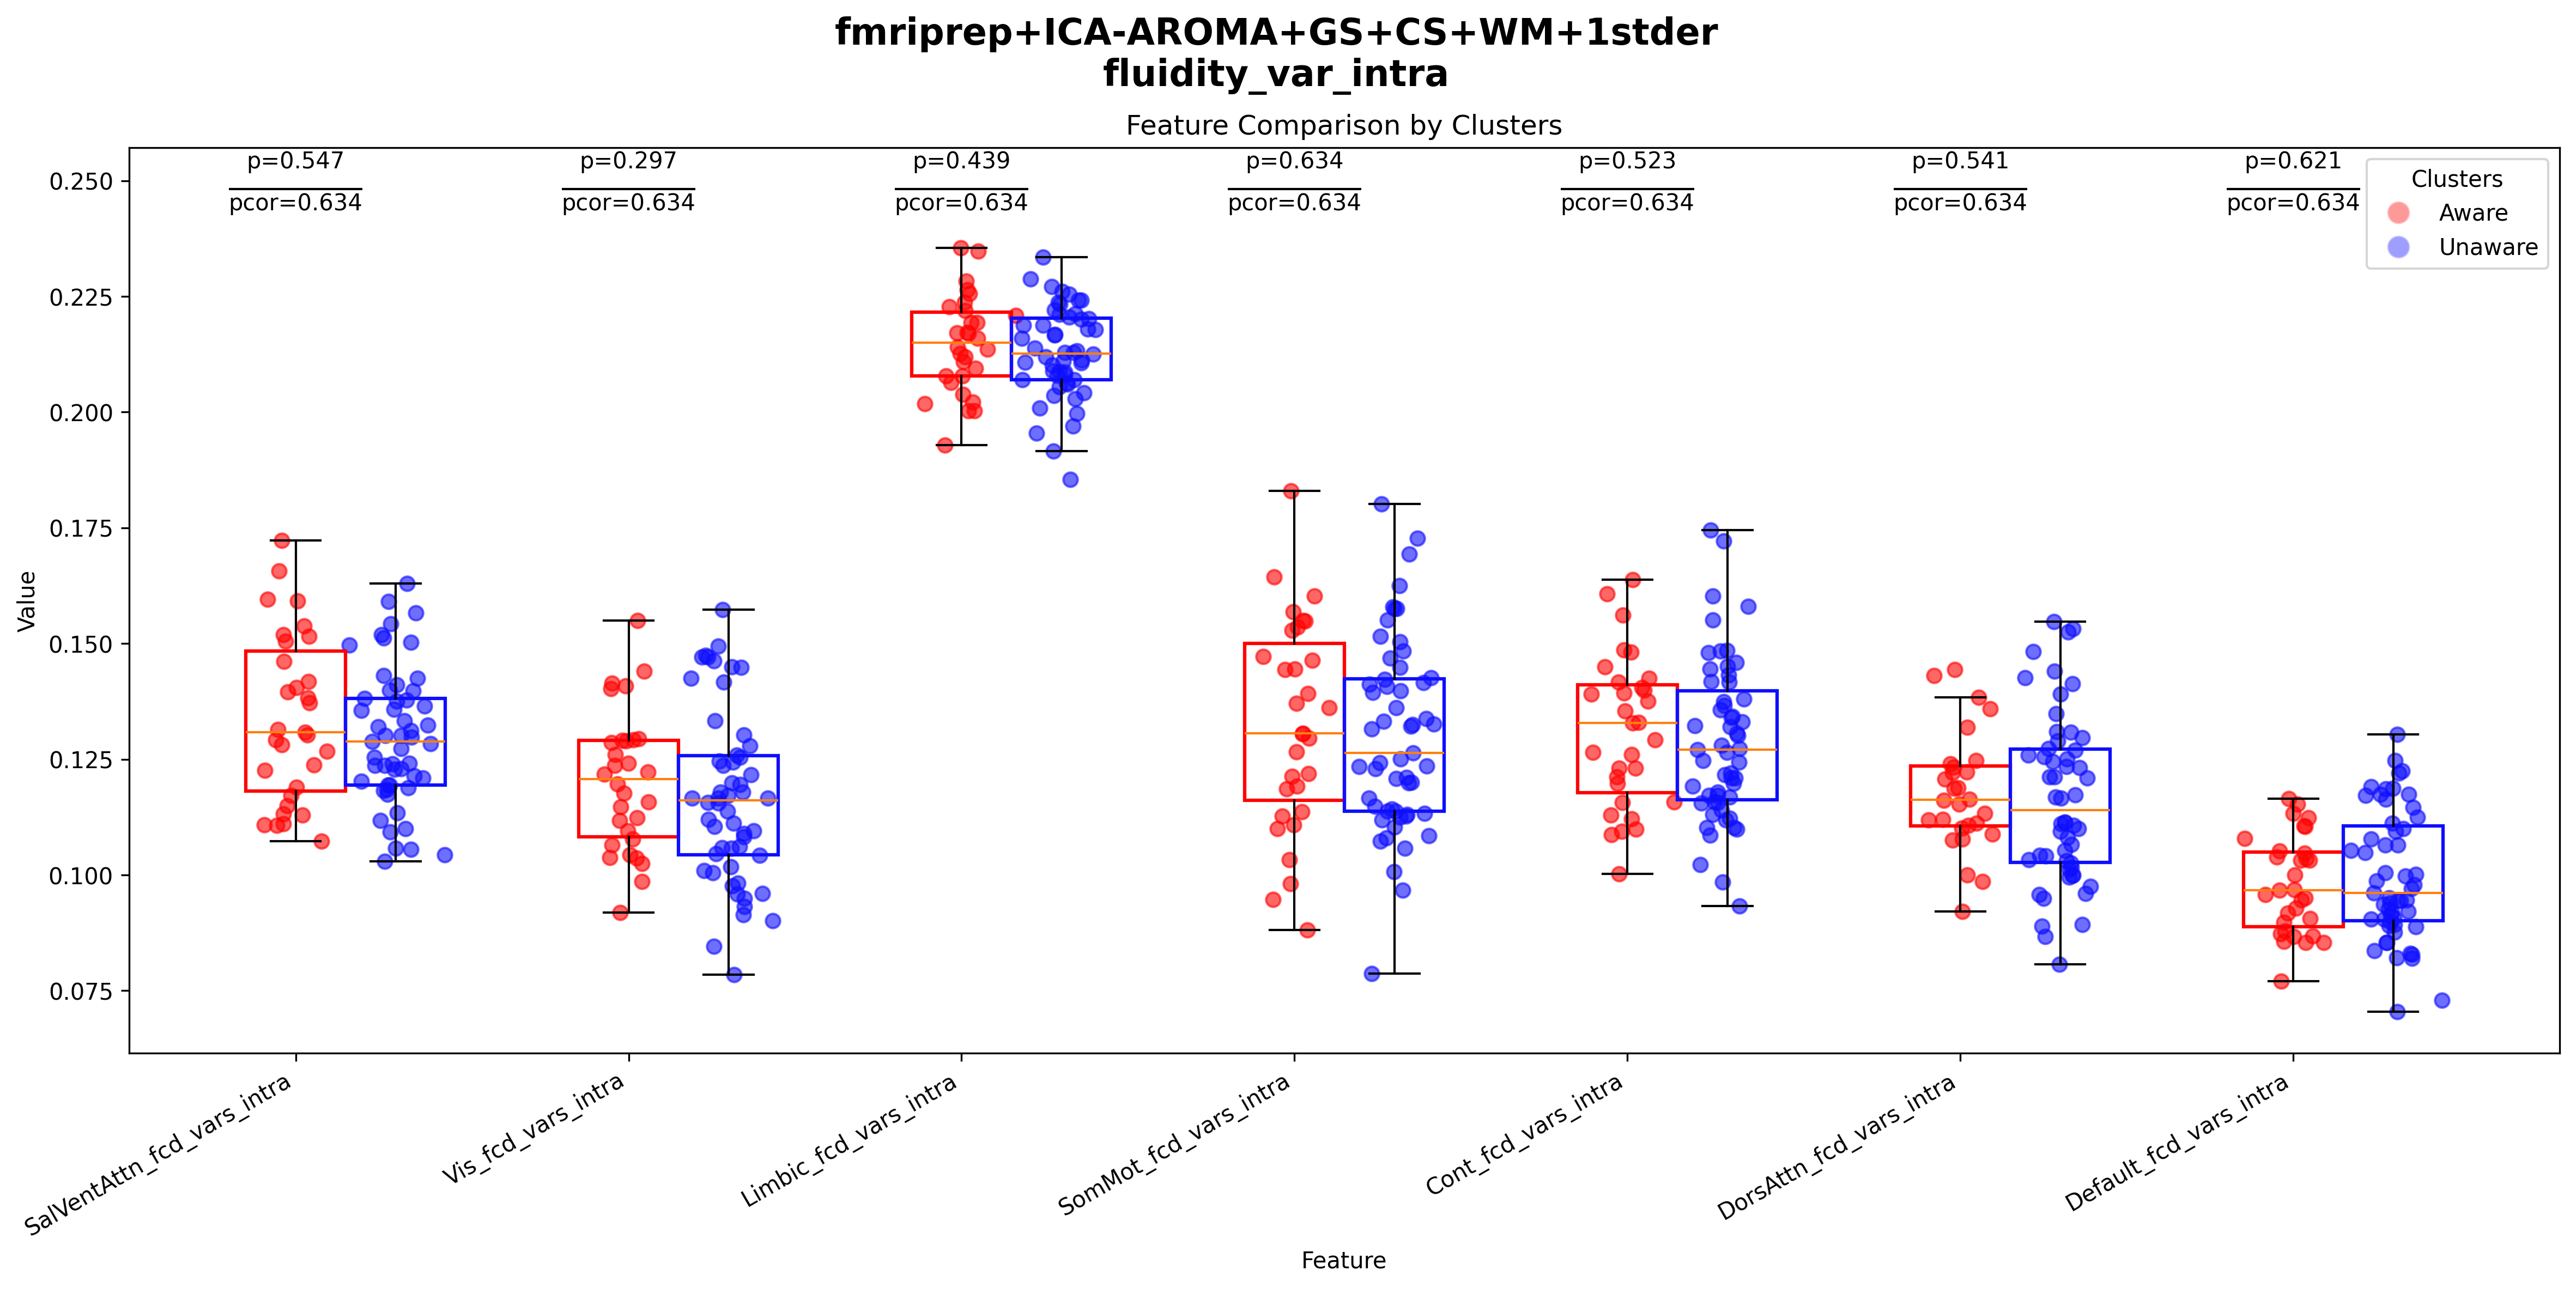 fmriprep+ICA-AROMA+GS+CS+WM+1stder
fluidity_var_intra
Feature Comparison by Clusters
p=0.547 p=0.297 p=0.439 p=0.634 p=0.523 p=0.541 p=0.621
pcor=0.634 pcor=0.634 pcor=0.634 pcor=0.634 pcor=0.634 pcor=0.634 pcor=0.634
Clusters
Aware
Unaware
Value
0.250
0.225
0.200
0.175
0.150
0.125
0.100
0.075
SalVentAttn_fcd_vars_intra
Vis_fcd_vars_intra
Limbic_fcd_vars_intra
SomMot_fcd_vars_intra
Cont_fcd_vars_intra
DorsAttn_fcd_vars_intra
Default_fcd_vars_intra
Feature